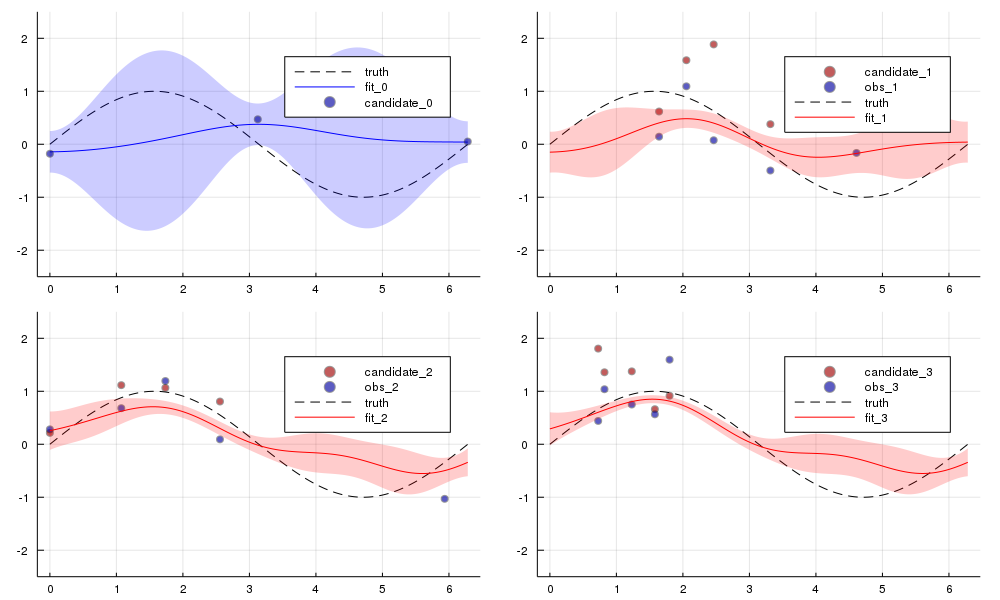 2
1
0
-1
-2
0 1 2 3 4 5 6
truth
fit_0
candidate_0
2
1
0
-1
-2
0 1 2 3 4 5 6
candidate_1
obs_1
truth
fit_1
2
1
0
-1
-2
0 1 2 3 4 5 6
candidate_2
obs_2
truth
fit_2
2
1
0
-1
-2
0 1 2 3 4 5 6
candidate_3
obs_3
truth
fit_3